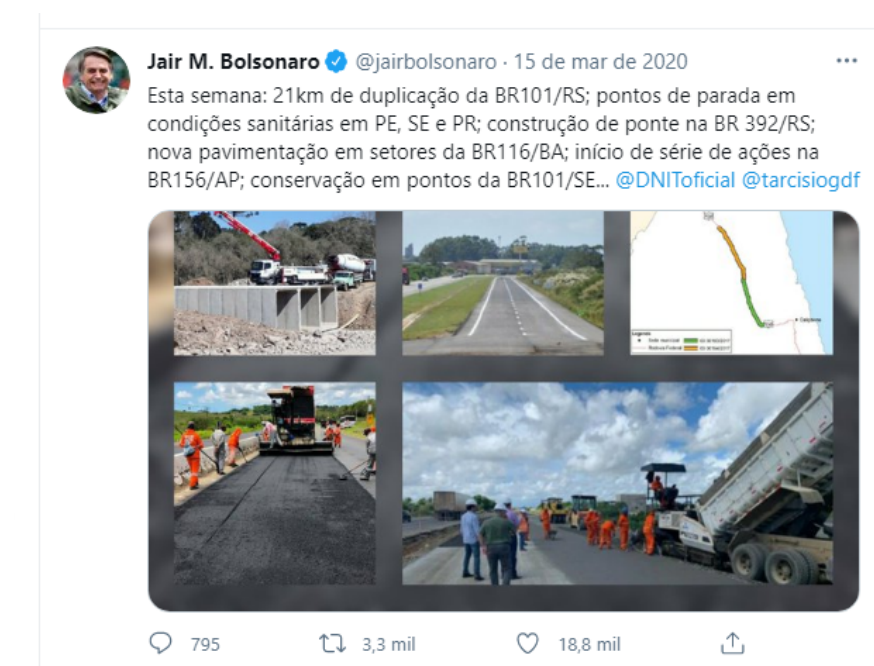 Jair M. Bolsonaro @jairbolsonaro · 15 de mar de 2020
Esta semana: 21km de duplicação da BR101/RS; pontos de parada em
condições sanitárias em PE, SE e PR; construção de ponte na BR 392/RS;
nova pavimentação em setores da BR116/BA; início de série de ações na
BR156/AP; conservação em pontos da BR101/SE... @DNIToficial @tarcisiogdf
795 3,3 mil 18,8 mil